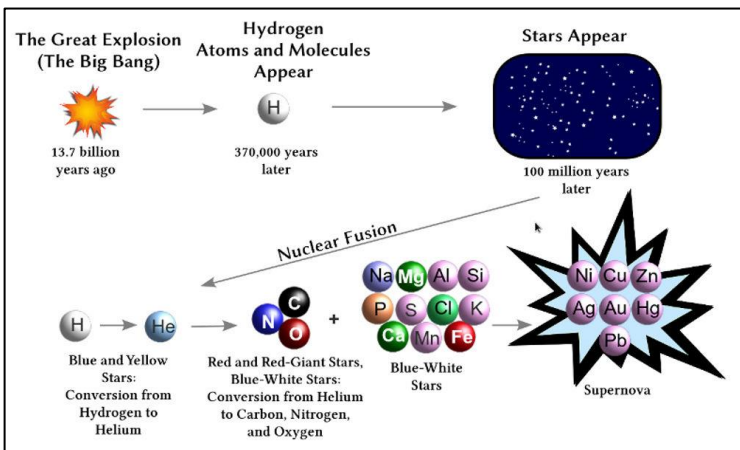 The Great Explosion
(The Big Bang)
13.7 billion
years ago
Hydrogen
Atoms and Molecules
Appear
H
370,000 years
later
Stars Appear
100 million years
later
Nuclear Fusion
H
He
Blue and Yellow
Stars:
Conversion from
Hydrogen to
Helium
C
N
O
Red and Red-Giant Stars,
Blue-White Stars:
Conversion from Helium
to Carbon, Nitrogen,
and Oxygen
+
Na Mg Al Si
P S Cl K
Ca Mn Fe
Blue-White
Stars
Ni Cu Zn
Ag Au Hg
Pb
Supernova